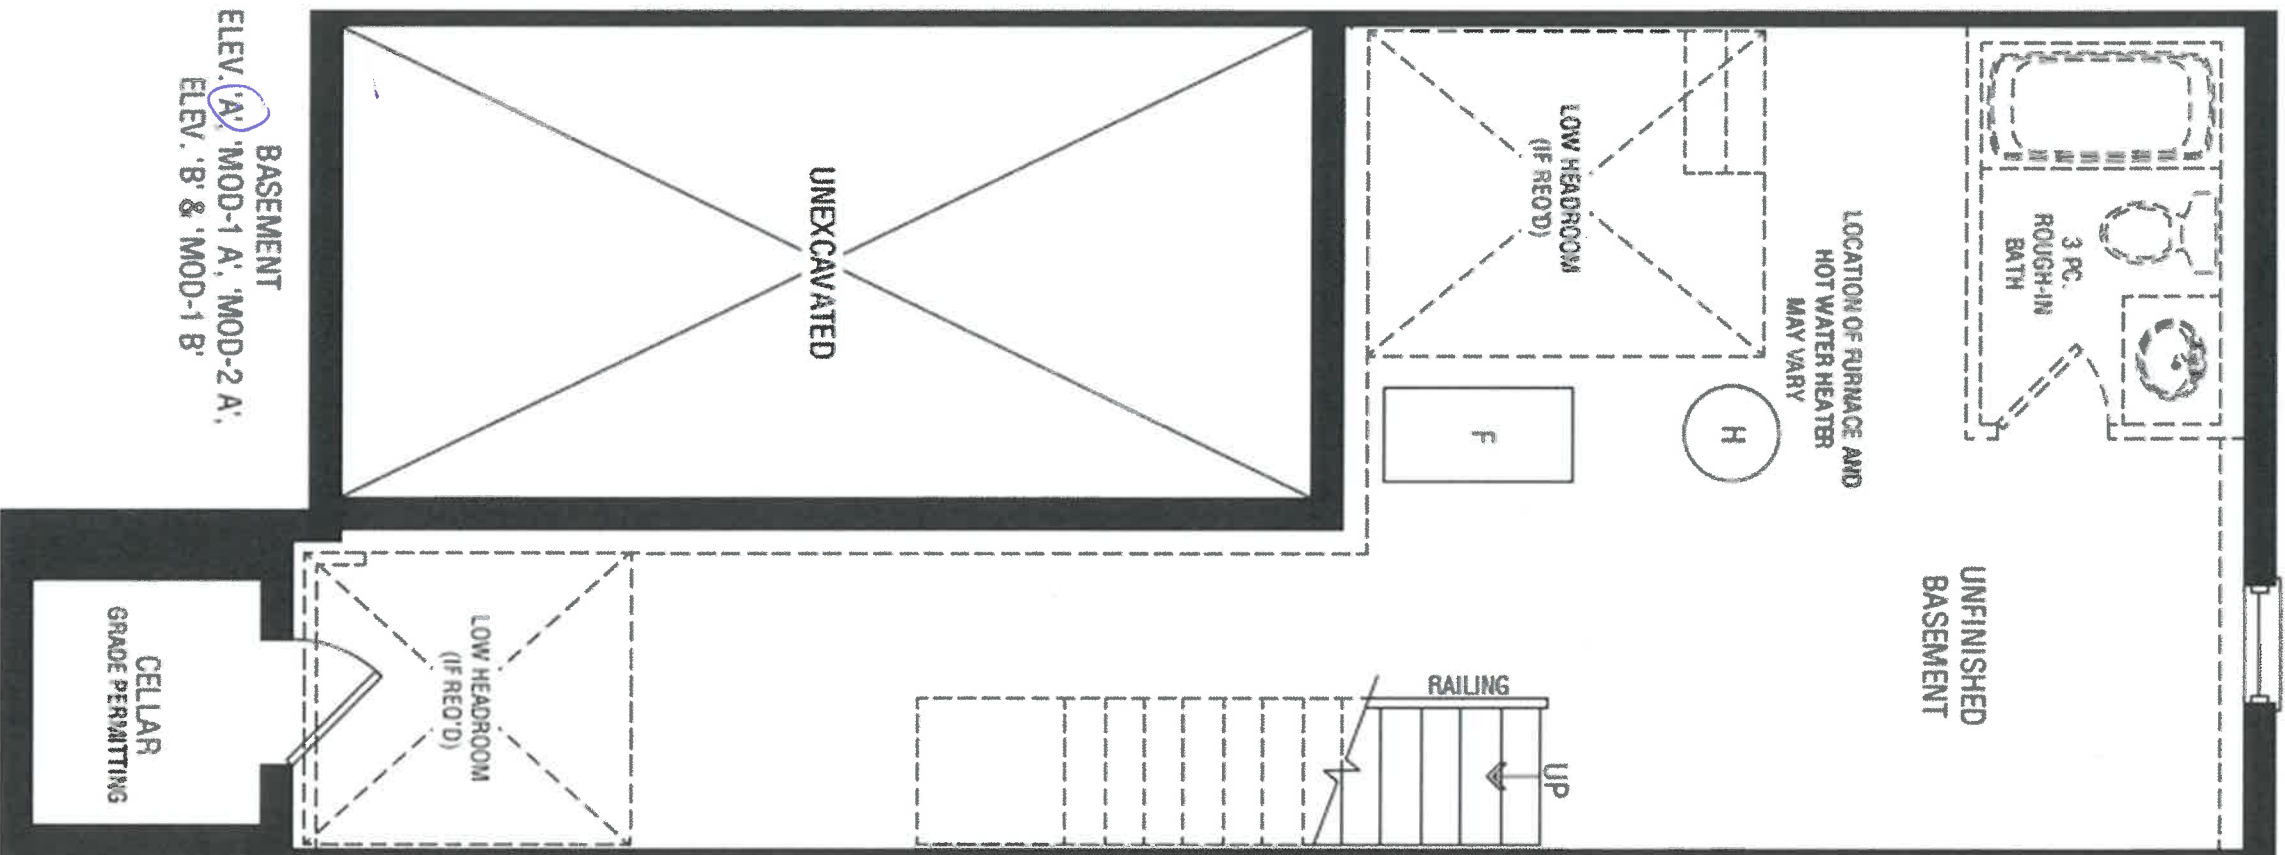 3 PC.
ROUGH-IN
BATH
LOCATION OF FURNACE AND
HOT WATER HEATER
MAY VARY
LOW HEADROOM
(IF REQ'D)
H
F
UNFINISHED
BASEMENT
RAILING
UP
UNEXCAVATED
LOW HEADROOM
(IF REQ'D)
CELLAR
GRADE PERMITTING
BASEMENT
ELEV. 'A', 'MOD-1 A', 'MOD-2 A',
ELEV. 'B' & 'MOD-1 B'